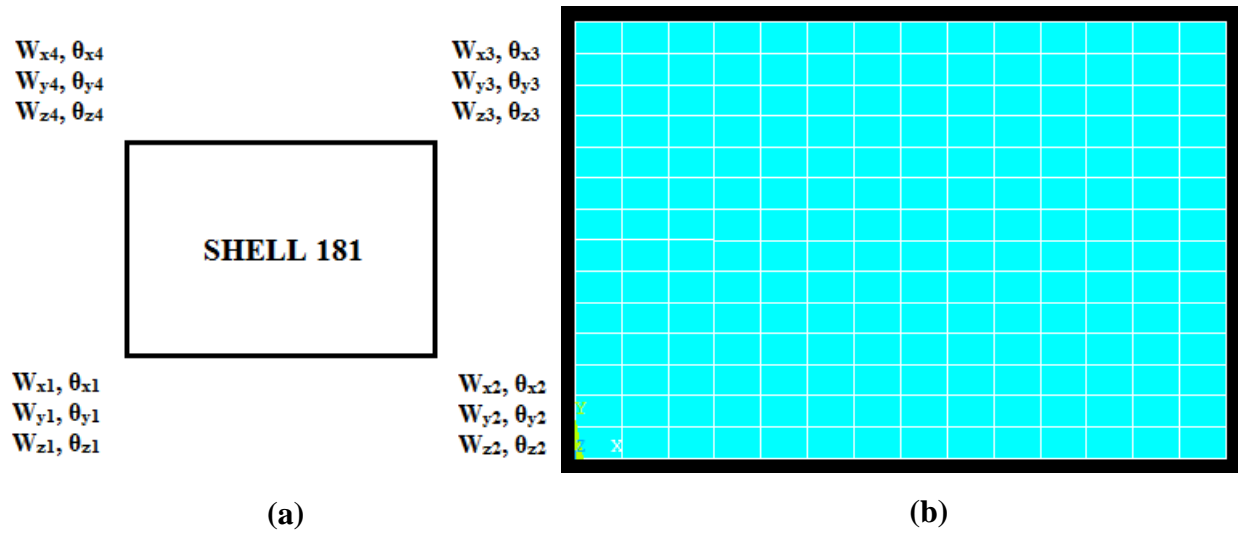 Wx4, θx4
Wy4, θy4
Wz4, θz4
Wx3, θx3
Wy3, θy3
Wz3, θz3
SHELL 181
Wx1, θx1
Wy1, θy1
Wz1, θz1
Wx2, θx2
Wy2, θy2
Wz2, θz2
Y
Z X
(a)
(b)